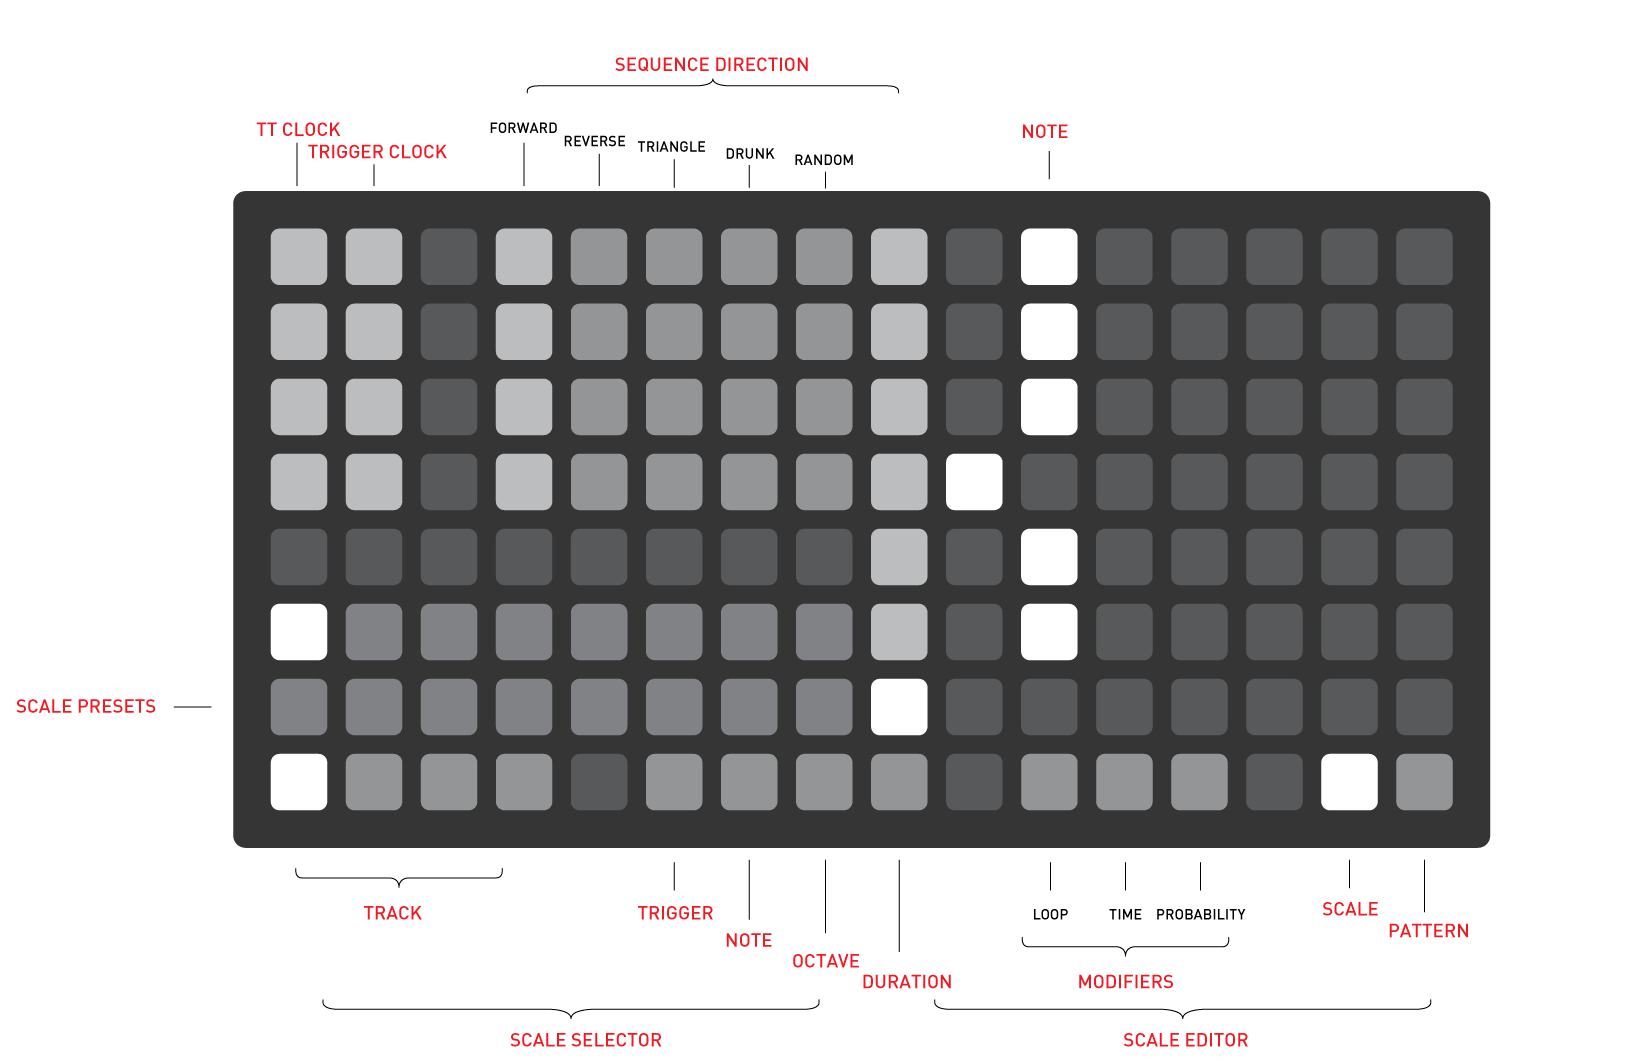 SEQUENCE DIRECTION
TT CLOCK
TRIGGER CLOCK
FORWARD
REVERSE
TRIANGLE
DRUNK
RANDOM
NOTE
SCALE PRESETS
TRACK
TRIGGER
NOTE
OCTAVE
DURATION
LOOP
TIME
PROBABILITY
MODIFIERS
SCALE
PATTERN
SCALE SELECTOR
SCALE EDITOR